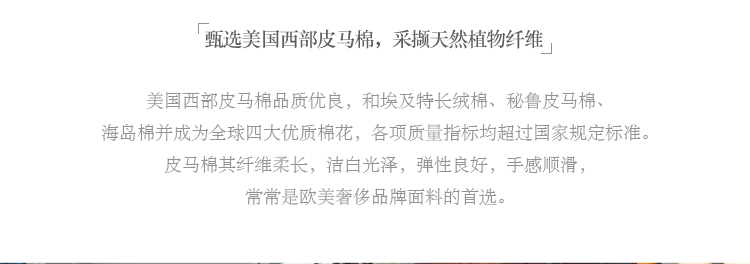 「甄选美国西部皮马棉，采撷天然植物纤维」
美国西部皮马棉品质优良，和埃及特长绒棉、秘鲁皮马棉、
海岛棉并成为全球四大优质棉花，各项质量指标均超过国家规定标准。
皮马棉其纤维柔长，洁白光泽，弹性良好，手感顺滑，
常常是欧美奢侈品牌面料的首选。